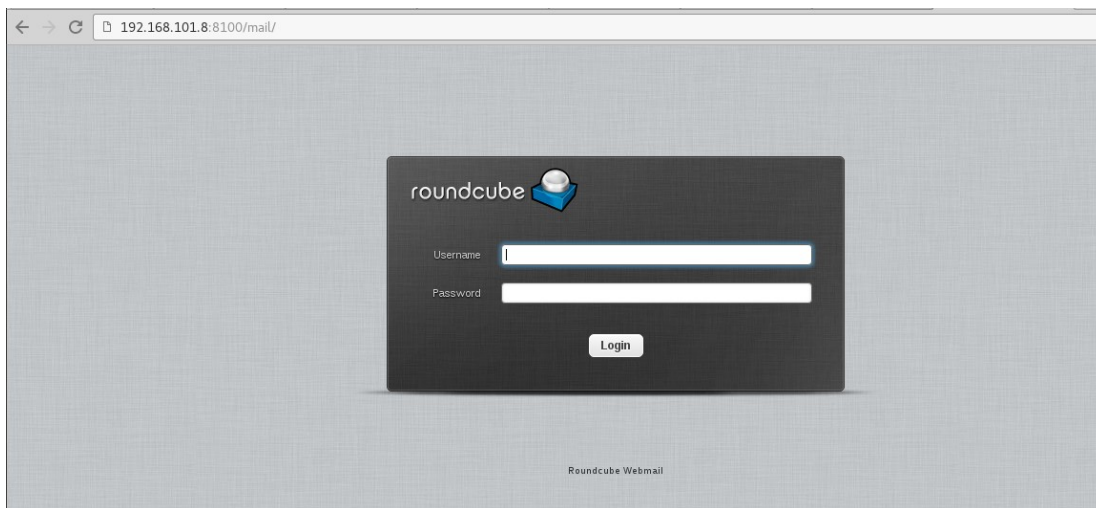 192.168.101.8:8100/mail/
roundcube
Username
Password
Login
Roundcube Webmail